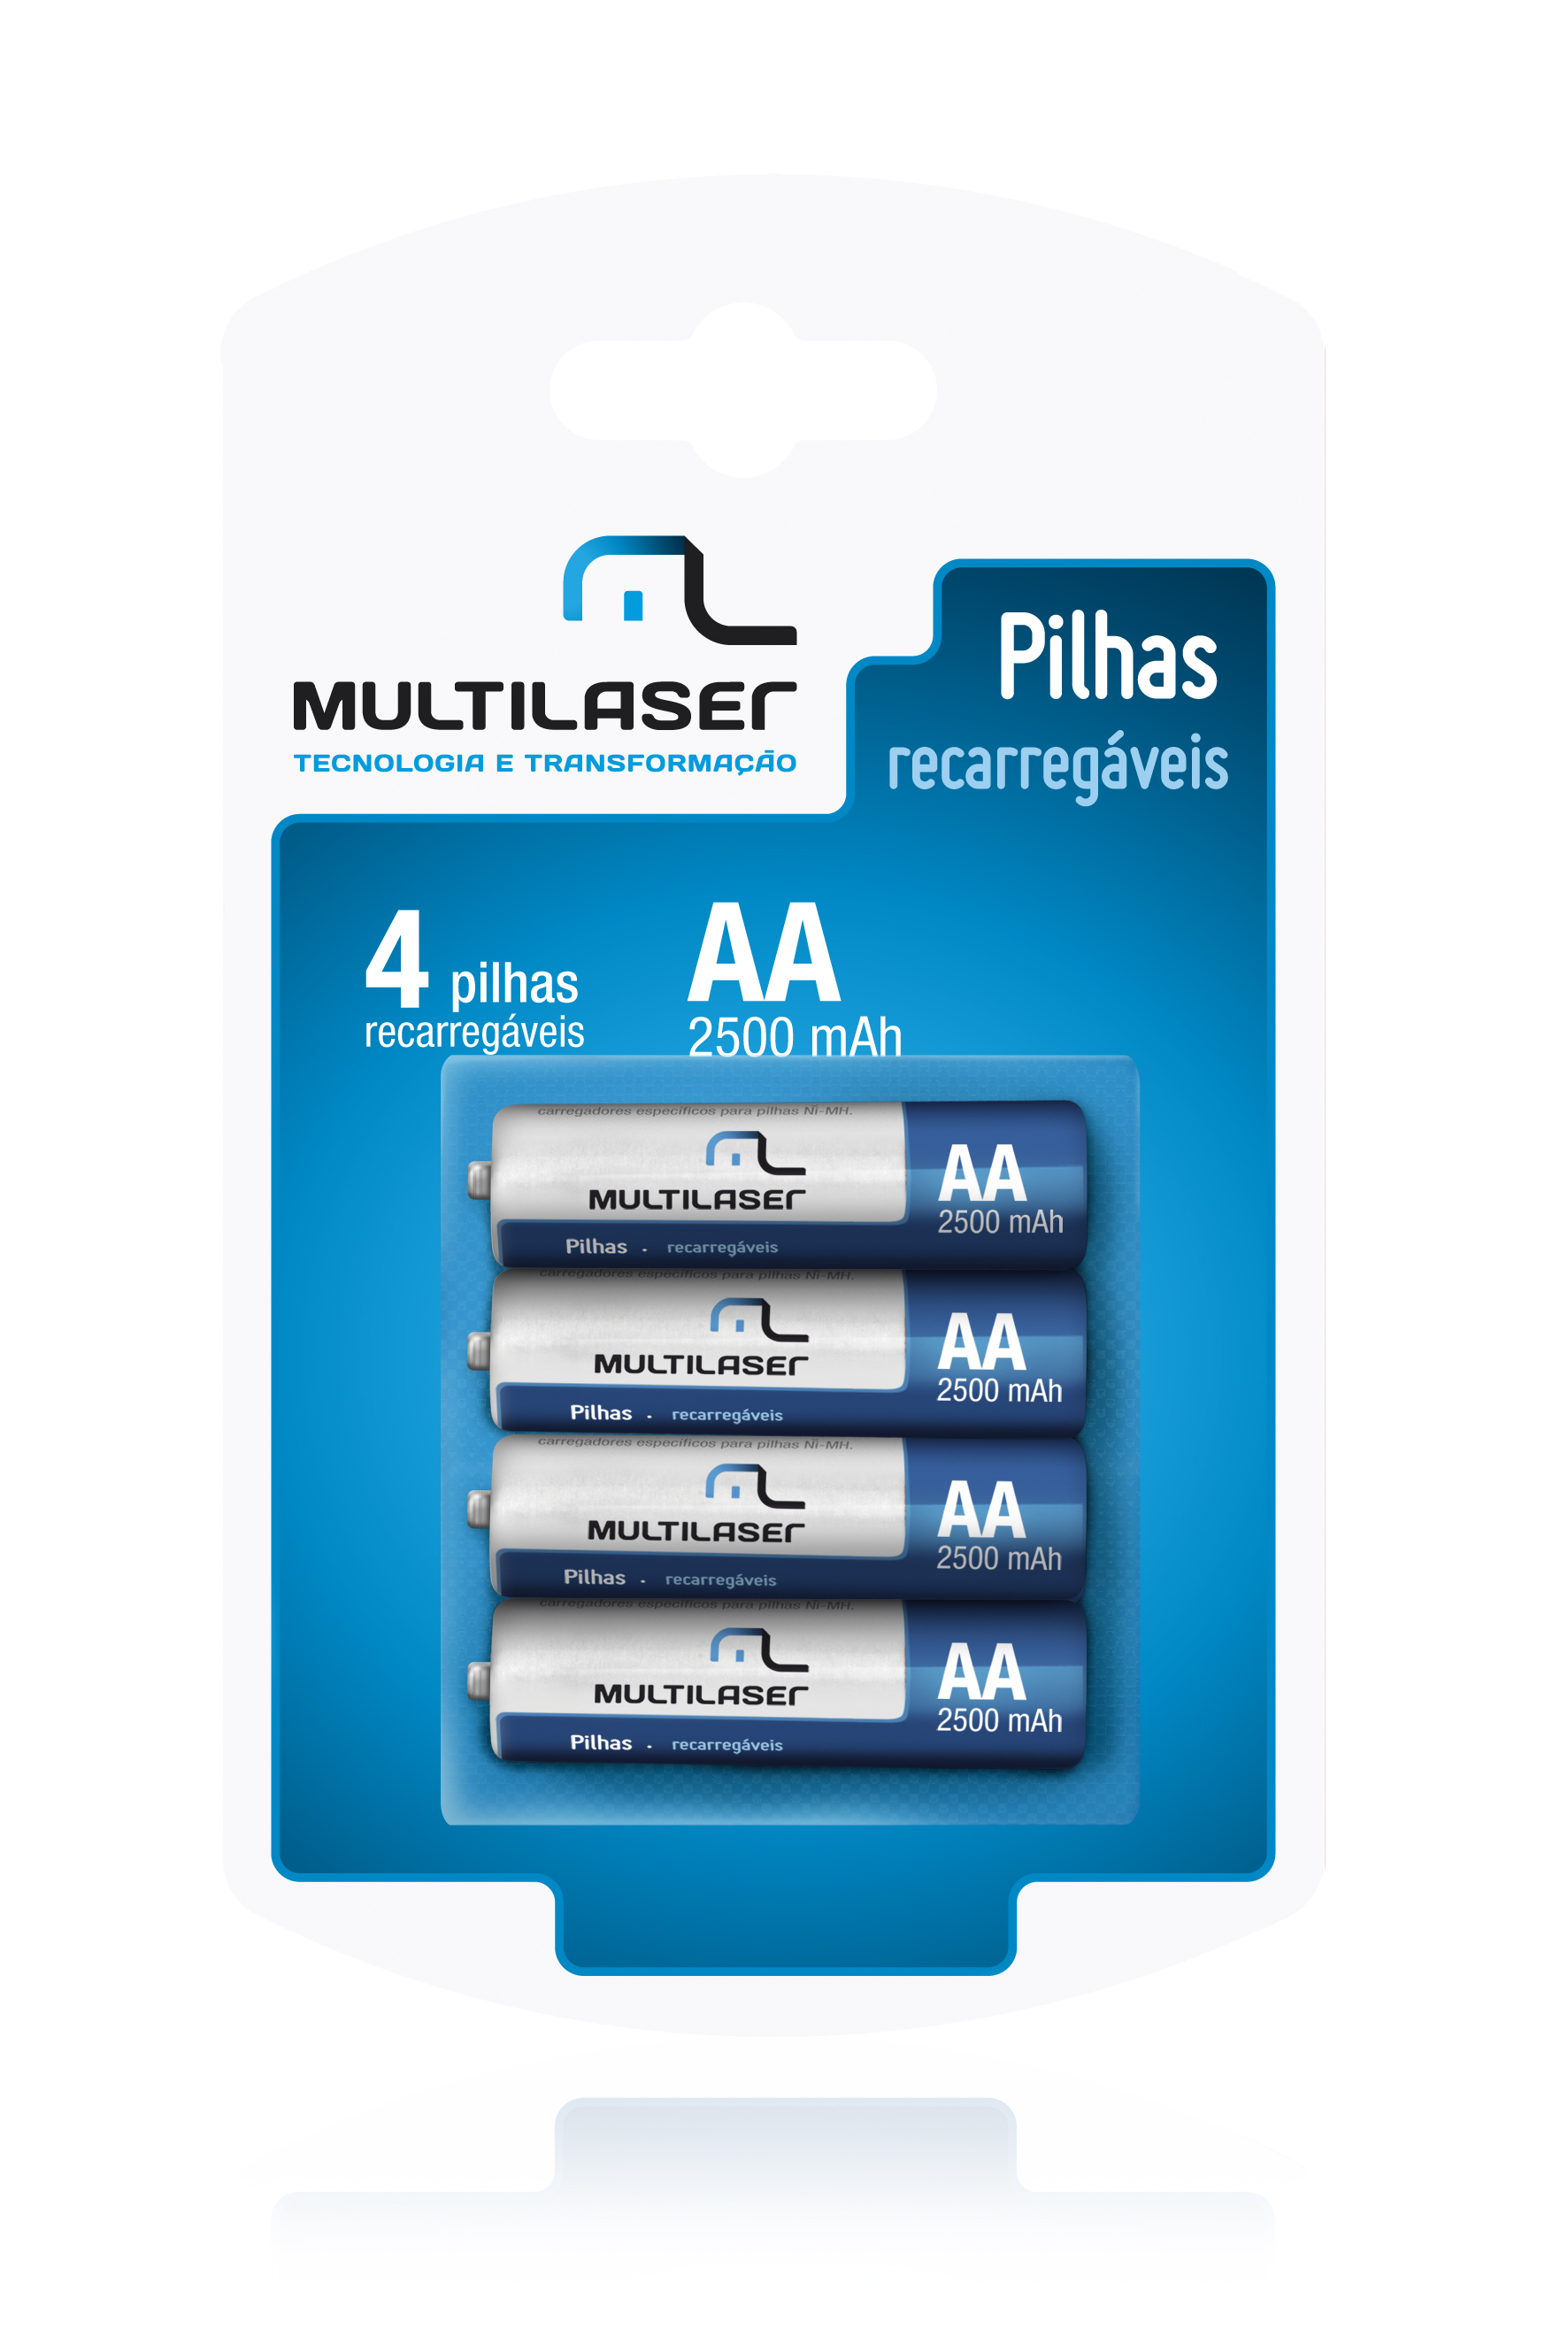 MULTILASER
TECNOLOGIA E TRANSFORMAÇÃO
Pilhas
recarregáveis
4 pilhas
recarregáveis
AA
2500 mAh
carregadores específicos para pilhas Ni-MH.
MULTILASER
Pilhas . recarregáveis
AA
2500 mAh
carregadores específicos para pilhas Ni-MH.
MULTILASER
Pilhas . recarregáveis
AA
2500 mAh
carregadores específicos para pilhas Ni-MH.
MULTILASER
Pilhas . recarregáveis
AA
2500 mAh
carregadores específicos para pilhas Ni-MH.
MULTILASER
Pilhas . recarregáveis
AA
2500 mAh